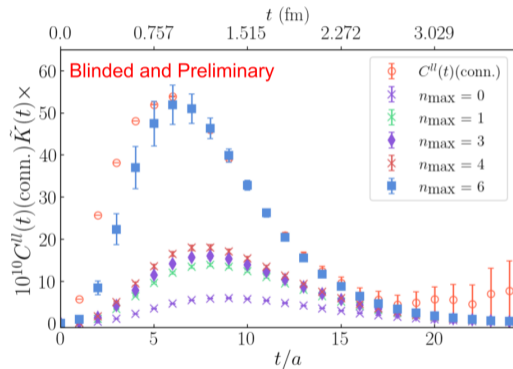 t (fm)
0.0 0.757 1.515 2.272 3.029
Blinded and Preliminary
C^{ll}(t)(conn.)
n_max = 0
n_max = 1
n_max = 3
n_max = 4
n_max = 6
10^{10}C^{ll}(t)(conn.)K̃(t)×
60
50
40
30
20
10
0
0 5 10 15 20
t/a